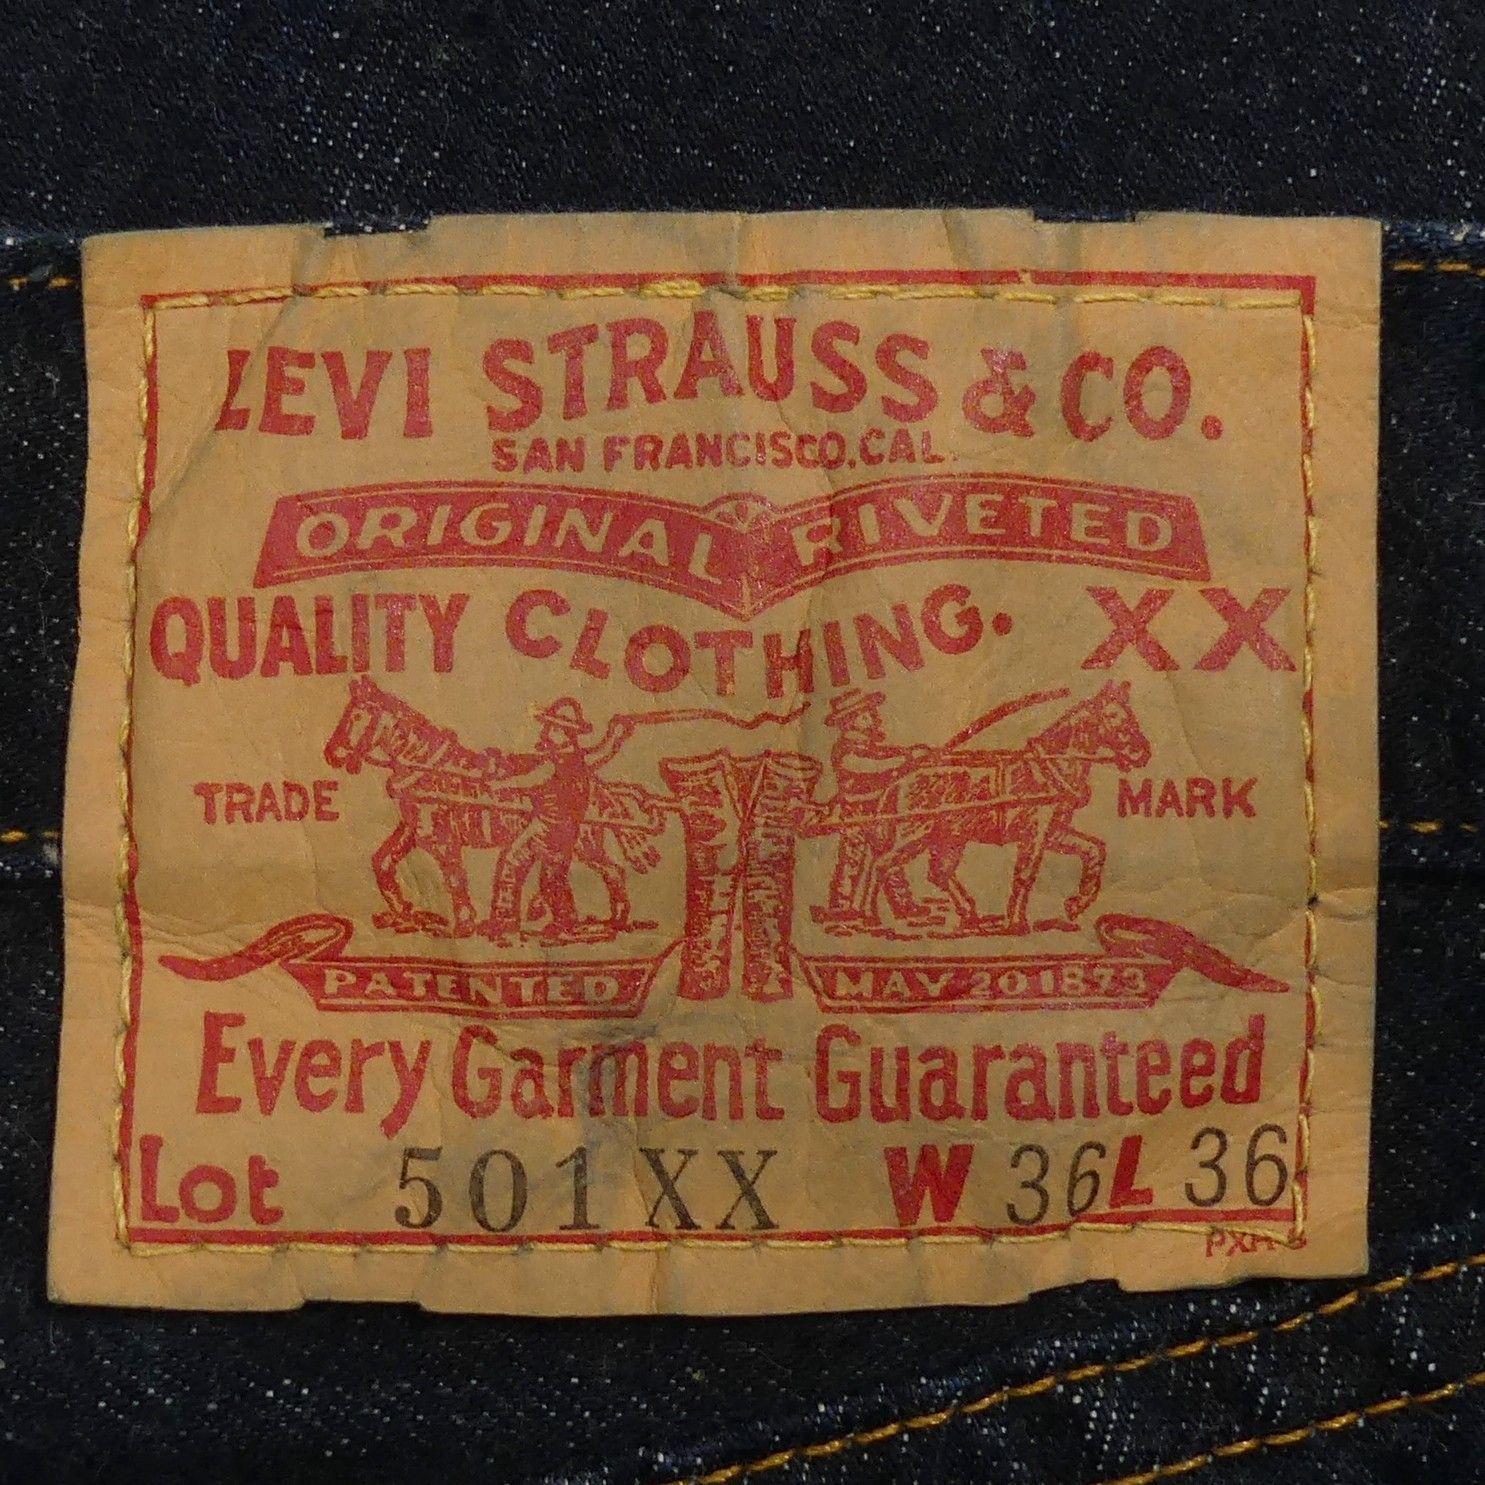 LEVI STRAUSS & CO.
SAN FRANCISCO, CAL.
ORIGINAL RIVETED
QUALITY CLOTHING. XX
TRADE MARK
PATENTED MAY 20 1873
Every Garment Guaranteed
Lot 501XX W 36 L 36